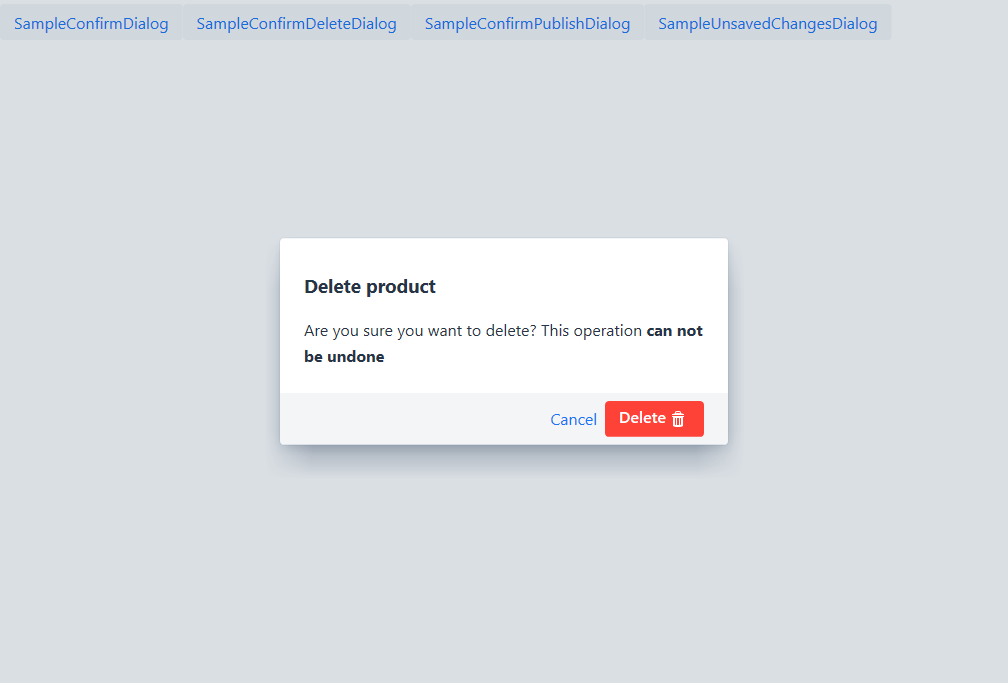 SampleConfirmDialog SampleConfirmDeleteDialog SampleConfirmPublishDialog SampleUnsavedChangesDialog
Delete product
Are you sure you want to delete? This operation can not
be undone
Cancel Delete